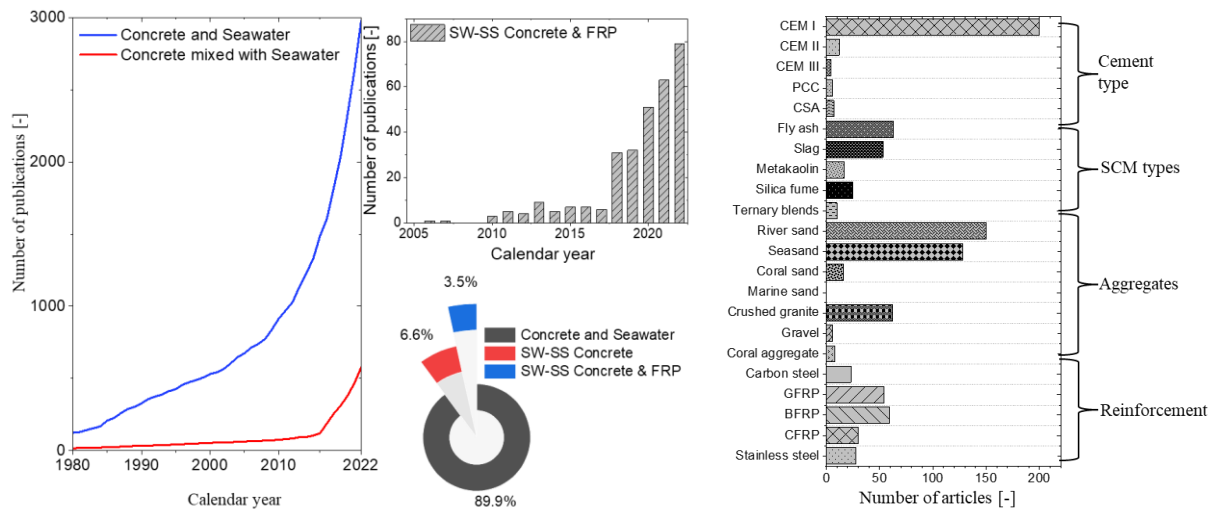 3000
2000
1000
0
Number of publications [-]
Concrete and Seawater
Concrete mixed with Seawater
1980
1990
2000
2010
2022
Calendar year
80
60
40
20
0
Number of publications [-]
SW-SS Concrete & FRP
2005
2010
2015
2020
Calendar year
3.5%
6.6%
89.9%
Concrete and Seawater
SW-SS Concrete
SW-SS Concrete & FRP
CEM I
CEM II
CEM III
PCC
CSA
Fly ash
Slag
Metakaolin
Silica fume
Ternary blends
River sand
Seasand
Coral sand
Marine sand
Crushed granite
Gravel
Coral aggregate
Carbon steel
GFRP
BFRP
CFRP
Stainless steel
0
50
100
150
200
Number of articles [-]
Cement
type
SCM types
Aggregates
Reinforcement